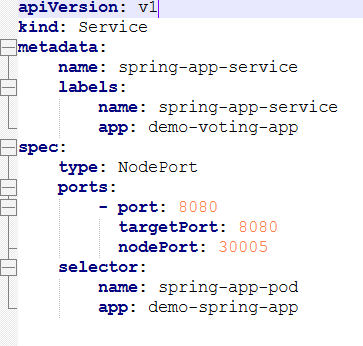 apiVersion: v1
kind: Service
metadata:
    name: spring-app-service
    labels:
        name: spring-app-service
        app: demo-voting-app
spec:
    type: NodePort
    ports:
        - port: 8080
          targetPort: 8080
          nodePort: 30005
    selector:
        name: spring-app-pod
        app: demo-spring-app